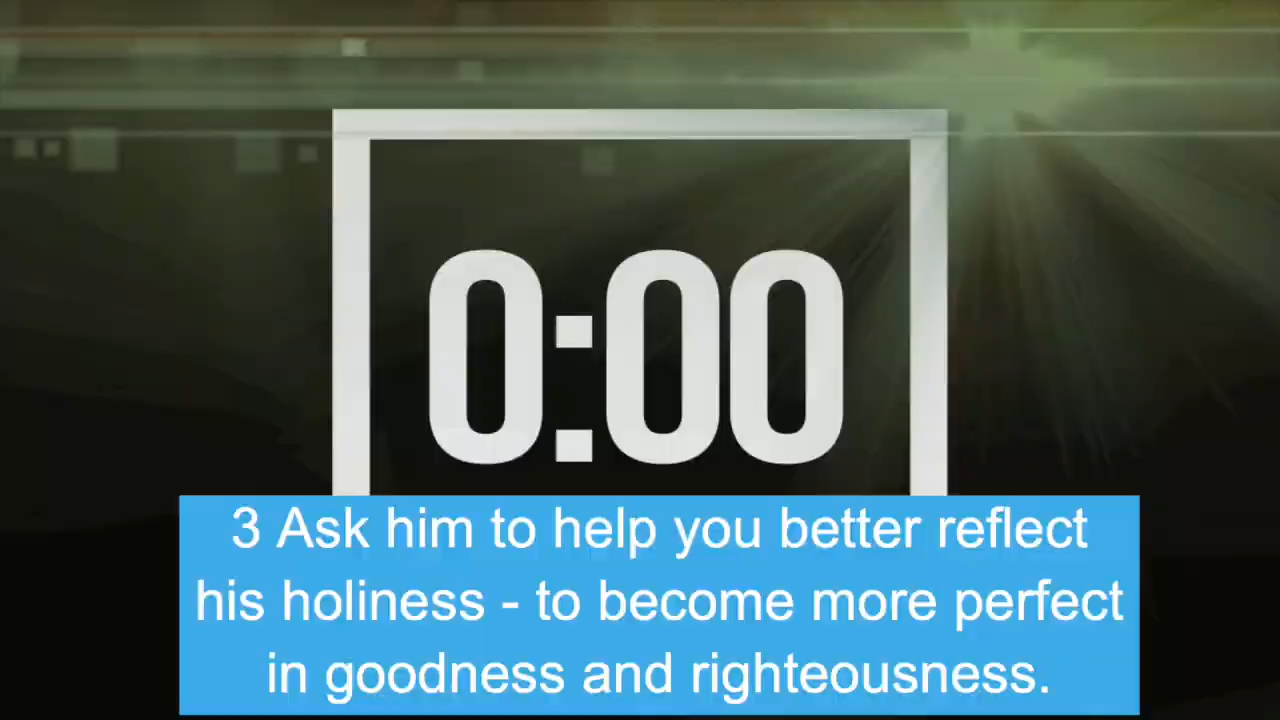 0:00
3 Ask him to help you better reflect
his holiness - to become more perfect
in goodness and righteousness.